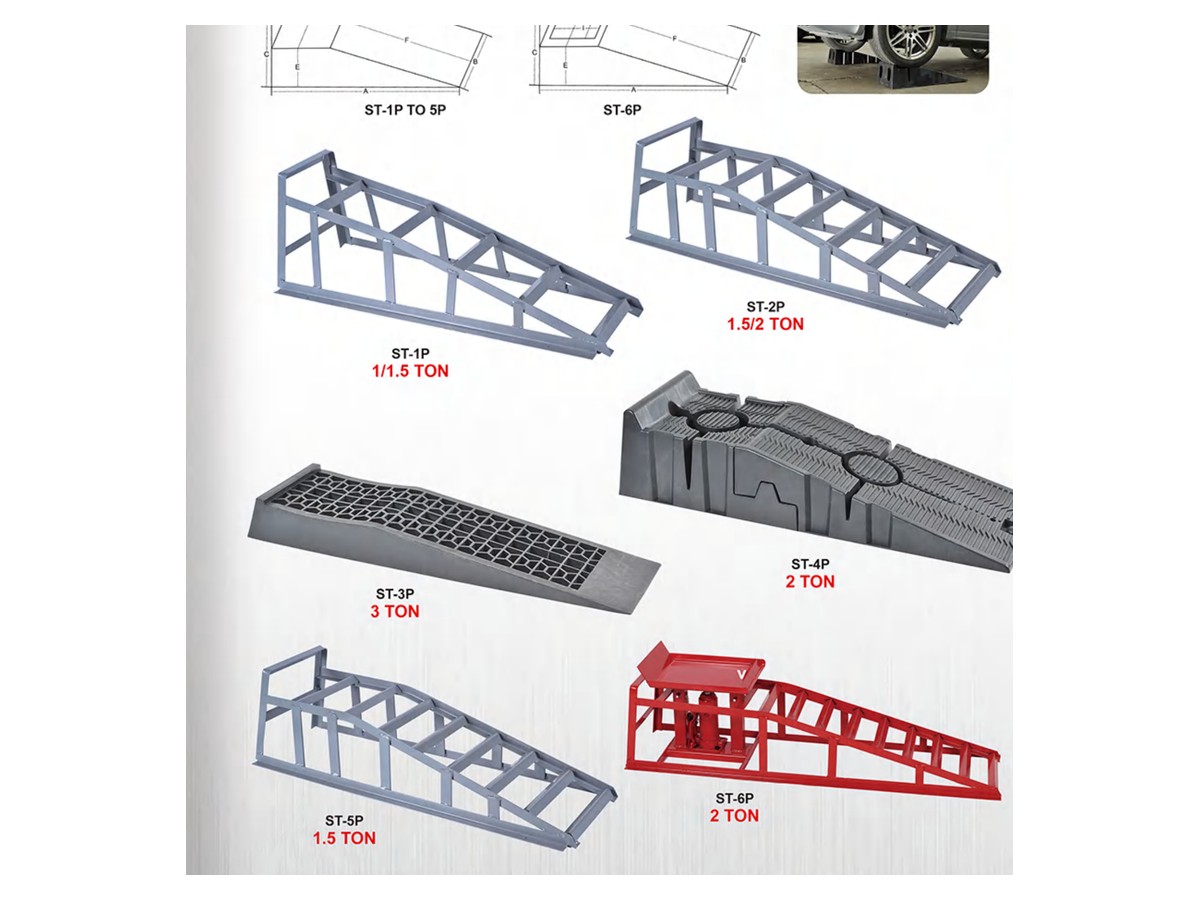 C
E
F
B
A
C
E
F
B
A
ST-1P TO 5P
ST-6P
ST-2P
1.5/2 TON
ST-1P
1/1.5 TON
ST-4P
2 TON
ST-3P
3 TON
V
ST-6P
2 TON
ST-5P
1.5 TON